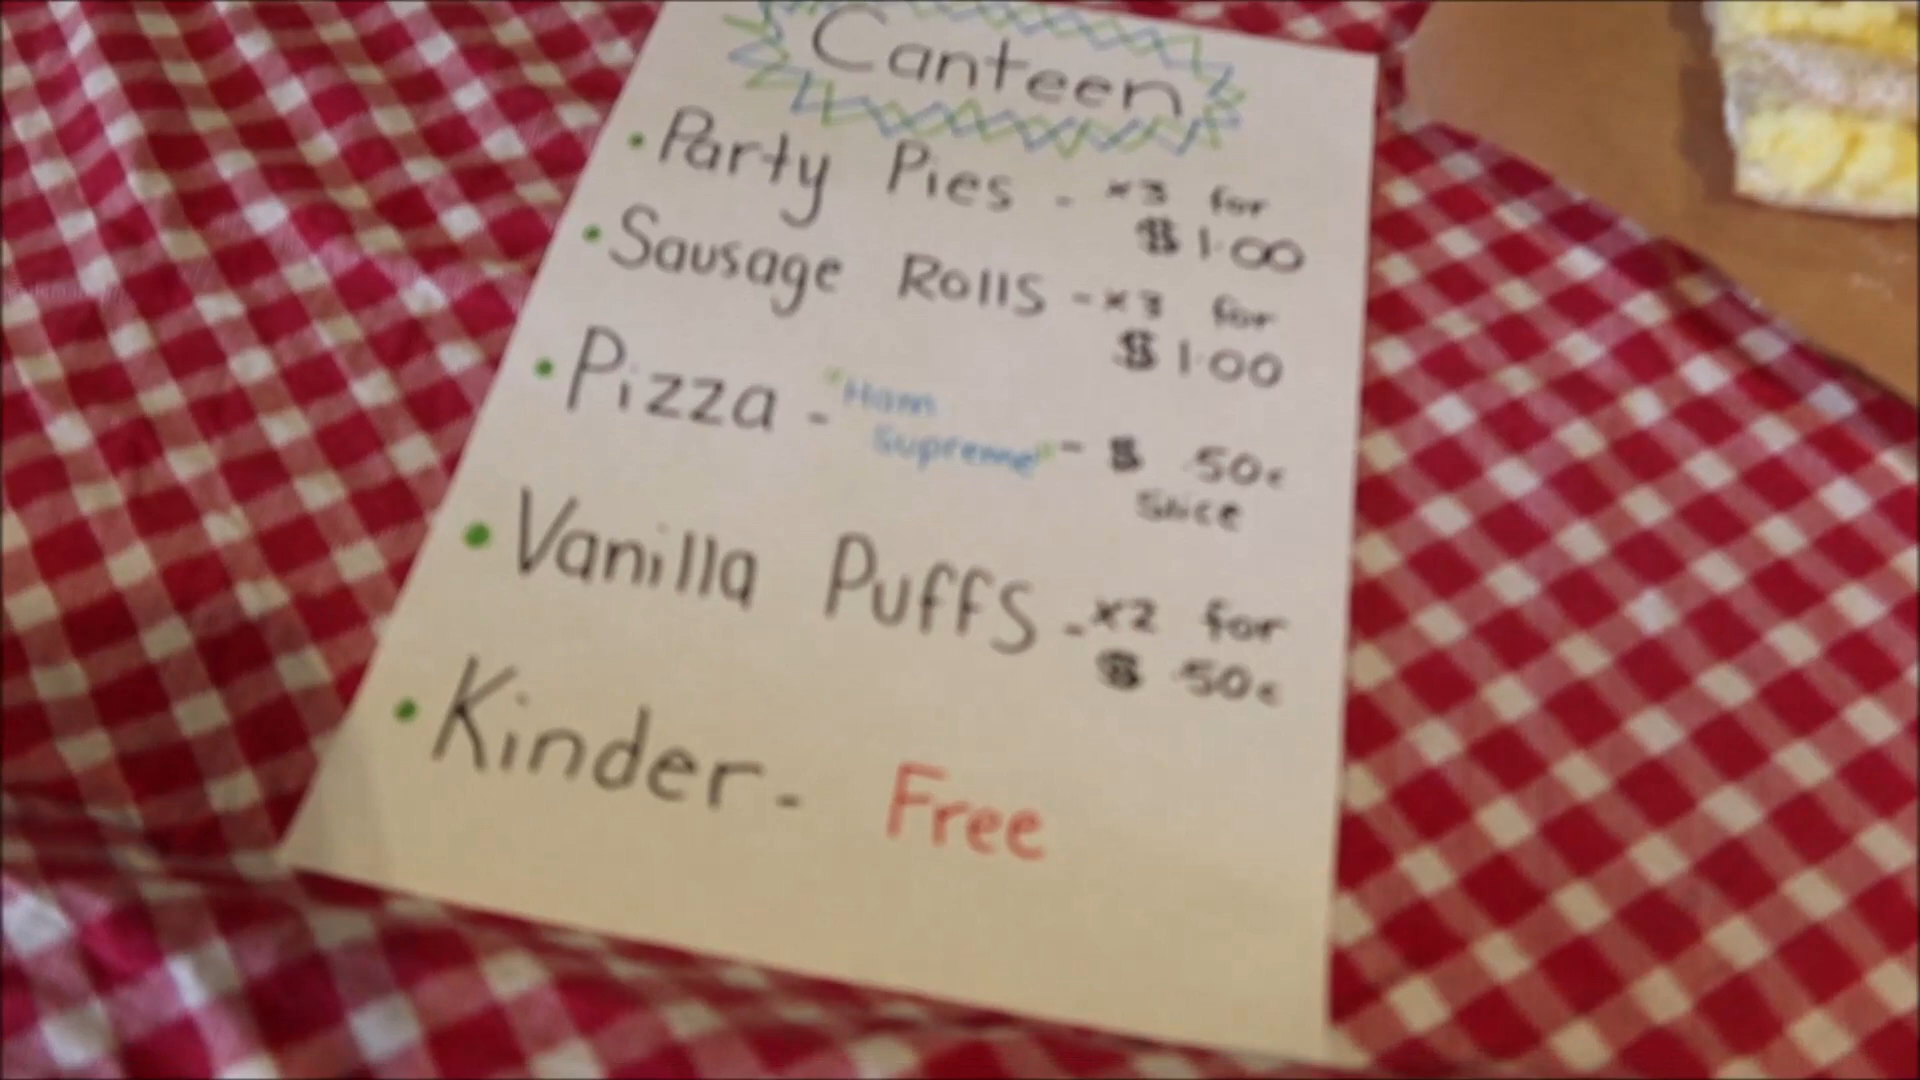 Canteen
• Party Pies - x3 for
$1.00
• Sausage Rolls - x3 for
$1.00
• Pizza - "Ham
Supreme" - $ 50c
Slice
• Vanilla Puffs - x2 for
$ 50c
• Kinder - Free